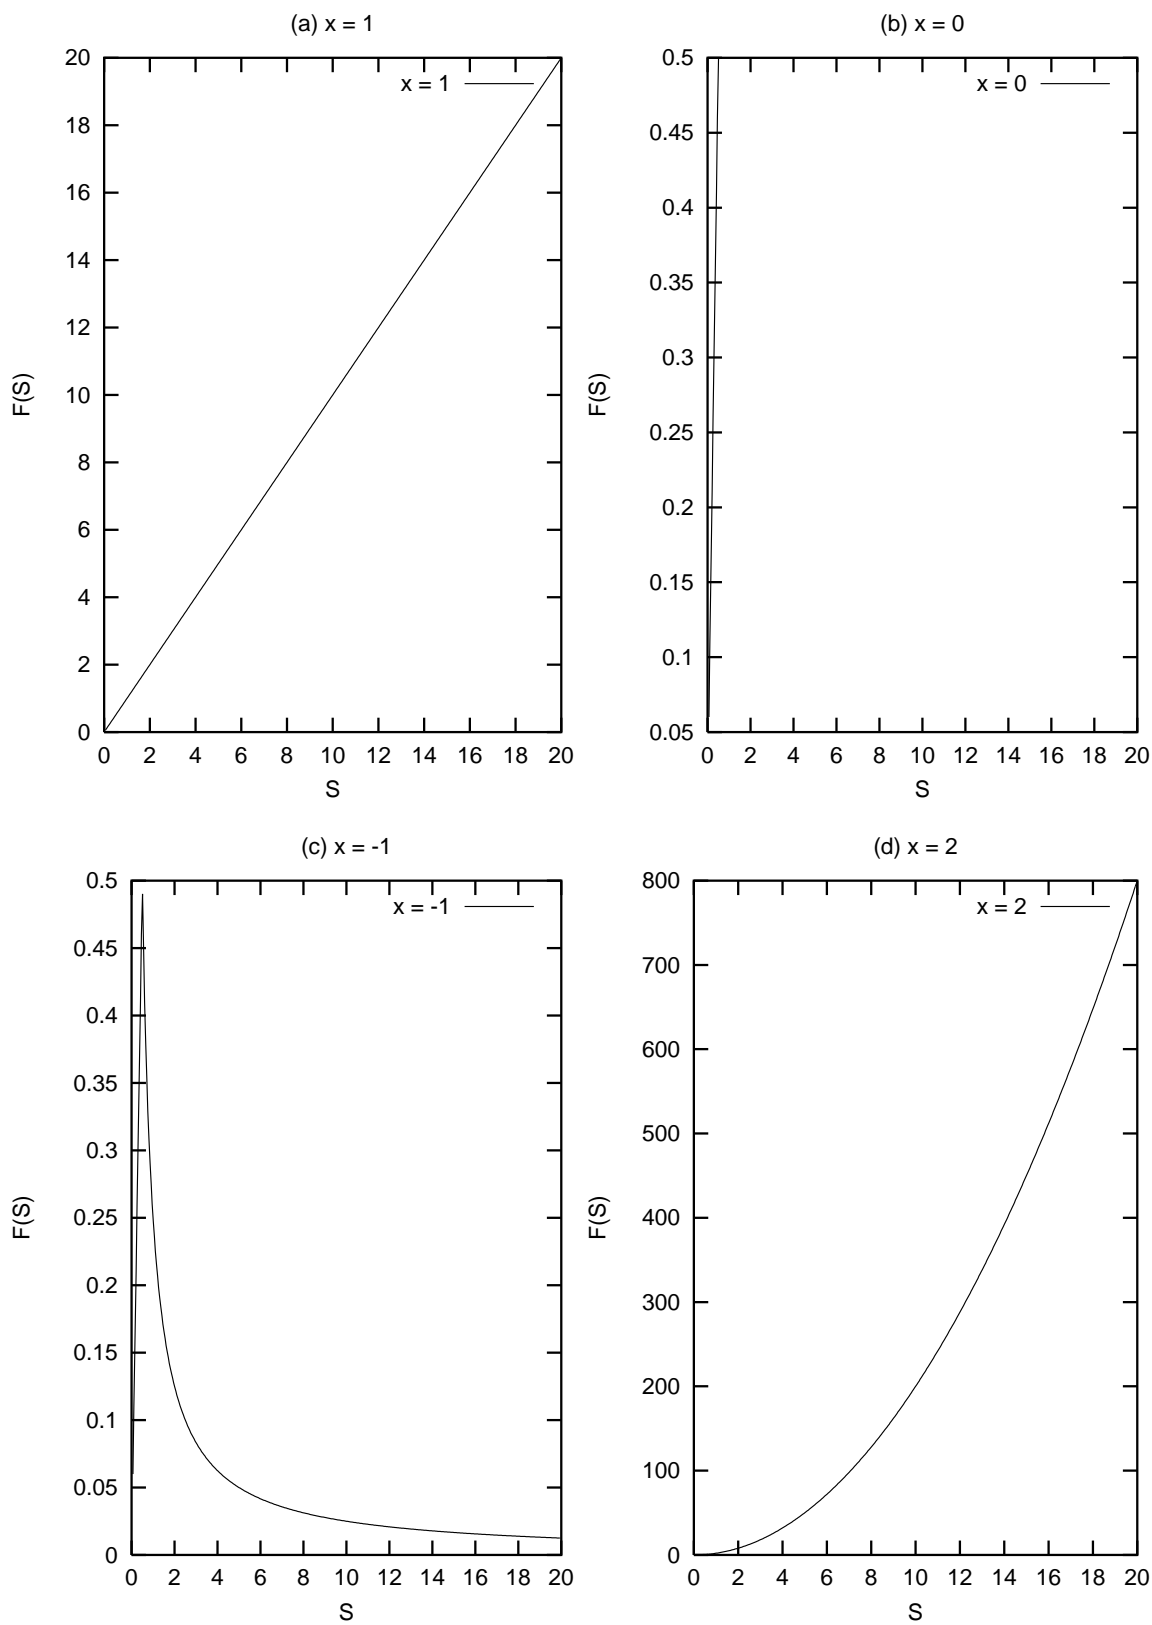 (a) x = 1
x = 1
20
18
16
14
12
10
8
6
4
2
0
F(S)
0 2 4 6 8 10 12 14 16 18 20
S
(b) x = 0
x = 0
0.5
0.45
0.4
0.35
0.3
0.25
0.2
0.15
0.1
0.05
F(S)
0 2 4 6 8 10 12 14 16 18 20
S
(c) x = -1
x = -1
0.5
0.45
0.4
0.35
0.3
0.25
0.2
0.15
0.1
0.05
0
F(S)
0 2 4 6 8 10 12 14 16 18 20
S
(d) x = 2
x = 2
800
700
600
500
400
300
200
100
0
F(S)
0 2 4 6 8 10 12 14 16 18 20
S